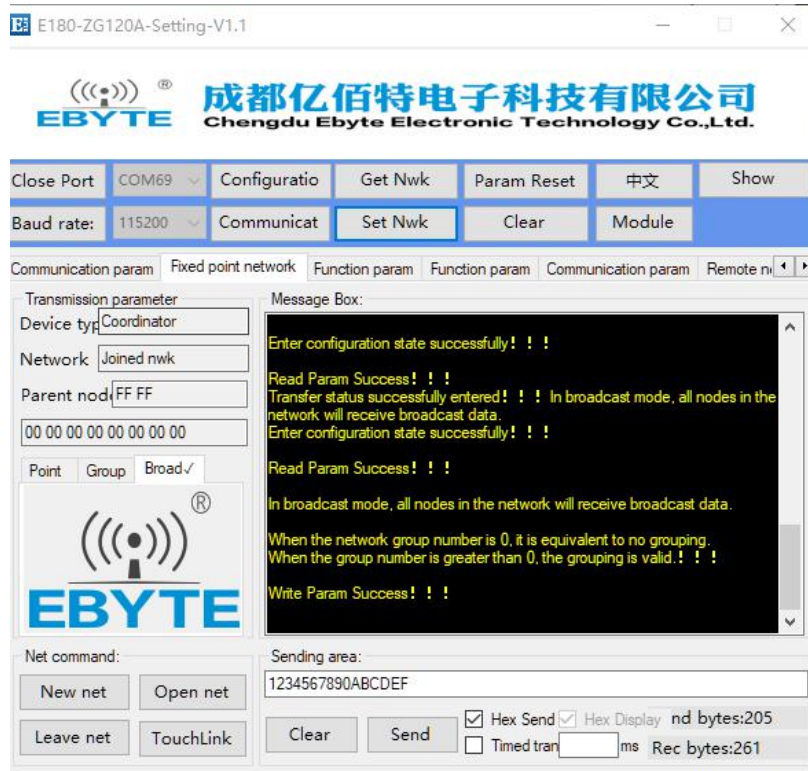 E180-ZG120A-Setting-V1.1
((•)) ®
EBYTE
成都亿佰特电子科技有限公司
Chengdu Ebyte Electronic Technology Co.,Ltd.
Close Port COM69 Configuratio Get Nwk Param Reset 中文 Show
Baud rate: 115200 Communicat Set Nwk Clear Module
Communication param Fixed point network Function param Function param Communication param Remote n
Transmission parameter
Device typ Coordinator
Network Joined nwk
Parent nod FF FF
00 00 00 00 00 00 00 00
Point Group Broad✓
®
EBYTE
Message Box:
Enter configuration state successfully！！！
Read Param Success！！！
Transfer status successfully entered！！！ In broadcast mode, all nodes in the
network will receive broadcast data.
Enter configuration state successfully！！！
Read Param Success！！！
In broadcast mode, all nodes in the network will receive broadcast data.
When the network group number is 0, it is equivalent to no grouping.
When the group number is greater than 0, the grouping is valid.！！！
Write Param Success！！！
Net command:
New net Open net
Leave net TouchLink
Sending area:
1234567890ABCDEF
Clear Send
Hex Send Hex Display nd bytes:205
Timed tran ms Rec bytes:261